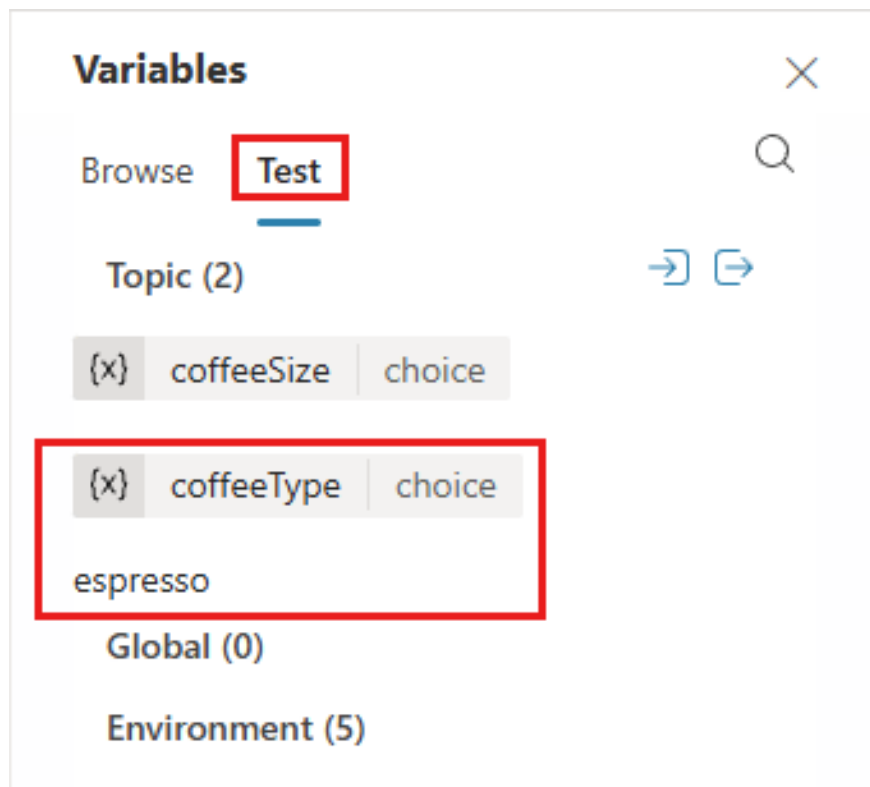 Variables
Browse Test
Topic (2)
{x} coffeeSize choice
{x} coffeeType choice
espresso
Global (0)
Environment (5)